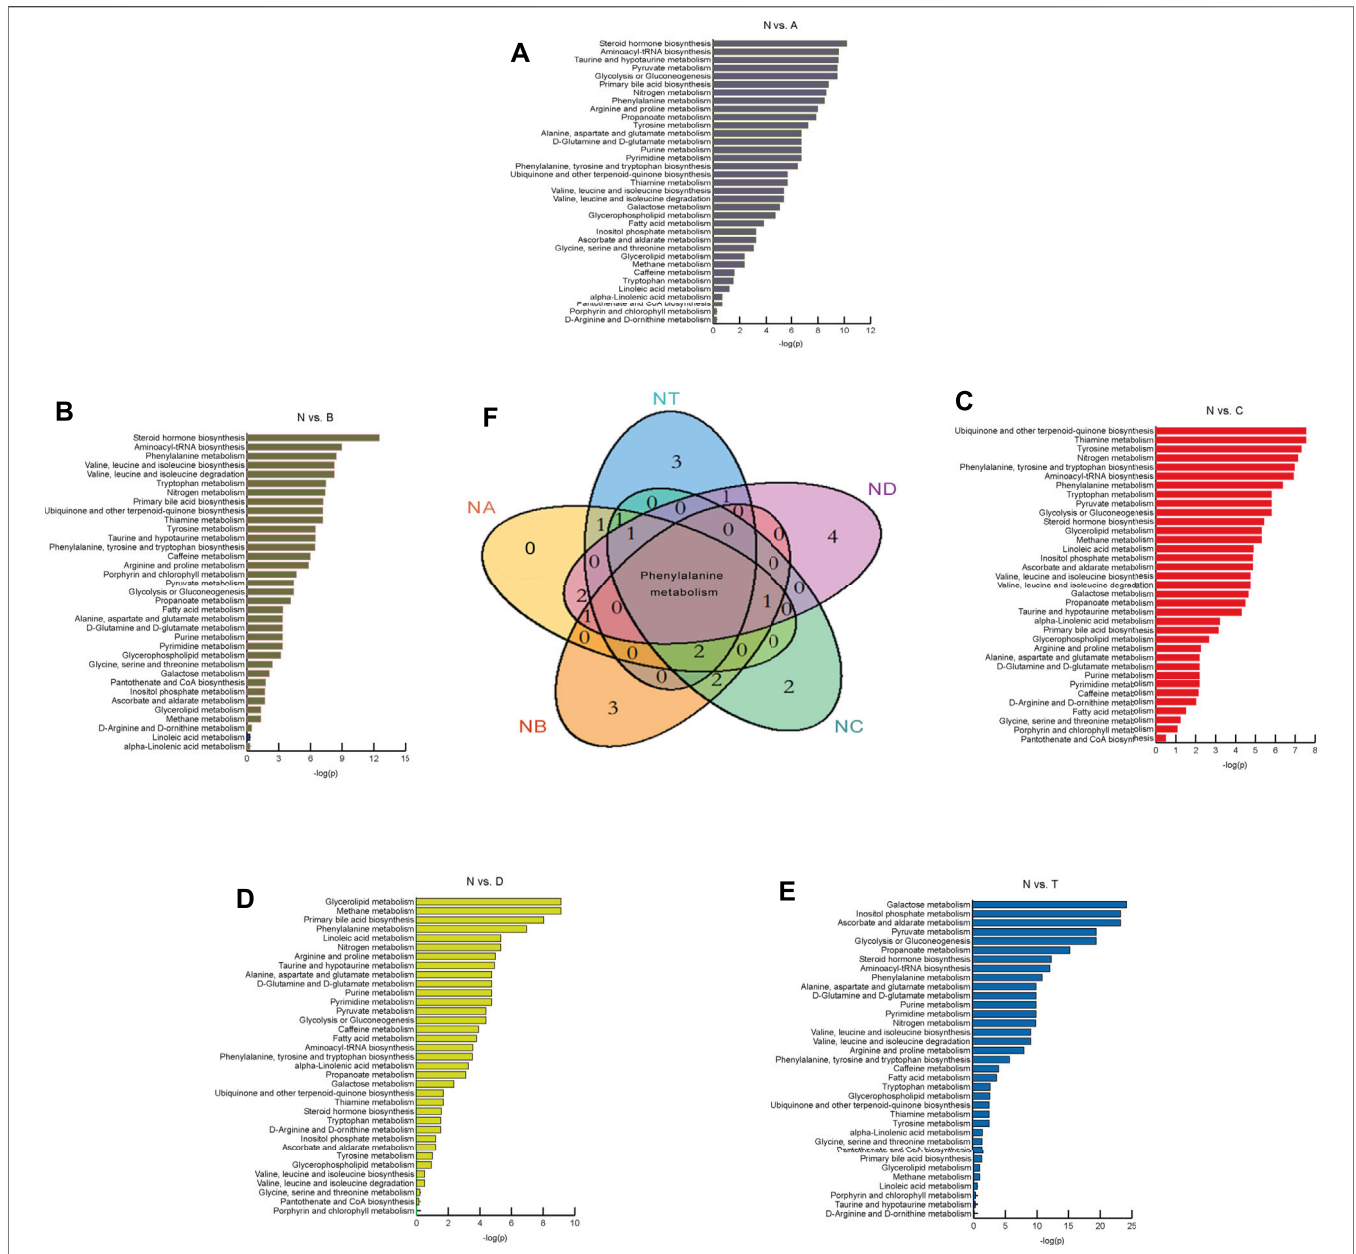 A
N vs. A
Steroid hormone biosynthesis
Aminoacyl-tRNA biosynthesis
Taurine and hypotaurine metabolism
Pyruvate metabolism
Glycolysis or Gluconeogenesis
Primary bile acid biosynthesis
Nitrogen metabolism
Phenylalanine metabolism
Arginine and proline metabolism
Propanoate metabolism
Tyrosine metabolism
Alanine, aspartate and glutamate metabolism
D-Glutamine and D-glutamate metabolism
Purine metabolism
Pyrimidine metabolism
Phenylalanine, tyrosine and tryptophan biosynthesis
Ubiquinone and other terpenoid-quinone biosynthesis
Thiamine metabolism
Valine, leucine and isoleucine biosynthesis
Valine, leucine and isoleucine degradation
Galactose metabolism
Glycerophospholipid metabolism
Fatty acid metabolism
Inositol phosphate metabolism
Ascorbate and aldarate metabolism
Glycine, serine and threonine metabolism
Glycerolipid metabolism
Methane metabolism
Caffeine metabolism
Tryptophan metabolism
Linoleic acid metabolism
alpha-Linolenic acid metabolism
Pantothenate and CoA biosynthesis
Porphyrin and chlorophyll metabolism
D-Arginine and D-ornithine metabolism
0 2 4 6 8 10 12
-log(p)
B
N vs. B
Steroid hormone biosynthesis
Aminoacyl-tRNA biosynthesis
Phenylalanine metabolism
Valine, leucine and isoleucine biosynthesis
Valine, leucine and isoleucine degradation
Tryptophan metabolism
Nitrogen metabolism
Primary bile acid biosynthesis
Ubiquinone and other terpenoid-quinone biosynthesis
Thiamine metabolism
Tyrosine metabolism
Taurine and hypotaurine metabolism
Phenylalanine, tyrosine and tryptophan biosynthesis
Caffeine metabolism
Arginine and proline metabolism
Porphyrin and chlorophyll metabolism
Pyruvate metabolism
Glycolysis or Gluconeogenesis
Propanoate metabolism
Fatty acid metabolism
Alanine, aspartate and glutamate metabolism
D-Glutamine and D-glutamate metabolism
Purine metabolism
Pyrimidine metabolism
Glycerophospholipid metabolism
Glycine, serine and threonine metabolism
Galactose metabolism
Pantothenate and CoA biosynthesis
Inositol phosphate metabolism
Ascorbate and aldarate metabolism
Glycerolipid metabolism
Methane metabolism
D-Arginine and D-ornithine metabolism
Linoleic acid metabolism
alpha-Linolenic acid metabolism
0 3 6 9 12 15
-log(p)
F
NT
ND
NA
NB
NC
3
0 0 1 0
1 1 1 0 0
0 4
0 0 0
2 1 0 1 0
0 0 2 0 0
0 2
3 2
Phenylalanine
metabolism
C
N vs. C
Ubiquinone and other terpenoid-quinone biosynthesis
Thiamine metabolism
Tyrosine metabolism
Nitrogen metabolism
Phenylalanine, tyrosine and tryptophan biosynthesis
Aminoacyl-tRNA biosynthesis
Phenylalanine metabolism
Tryptophan metabolism
Pyruvate metabolism
Glycolysis or Gluconeogenesis
Steroid hormone biosynthesis
Glycerolipid metabolism
Methane metabolism
Linoleic acid metabolism
Inositol phosphate metabolism
Ascorbate and aldarate metabolism
Valine, leucine and isoleucine biosynthesis
Valine, leucine and isoleucine degradation
Galactose metabolism
Propanoate metabolism
Taurine and hypotaurine metabolism
alpha-Linolenic acid metabolism
Primary bile acid biosynthesis
Glycerophospholipid metabolism
Arginine and proline metabolism
Alanine, aspartate and glutamate metabolism
D-Glutamine and D-glutamate metabolism
Purine metabolism
Pyrimidine metabolism
Caffeine metabolism
D-Arginine and D-ornithine metabolism
Fatty acid metabolism
Glycine, serine and threonine metabolism
Porphyrin and chlorophyll metabolism
Pantothenate and CoA biosynthesis
0 1 2 3 4 5 6 7 8
-log(p)
D
N vs. D
Glycerolipid metabolism
Methane metabolism
Primary bile acid biosynthesis
Phenylalanine metabolism
Linoleic acid metabolism
Nitrogen metabolism
Arginine and proline metabolism
Taurine and hypotaurine metabolism
Alanine, aspartate and glutamate metabolism
D-Glutamine and D-glutamate metabolism
Purine metabolism
Pyrimidine metabolism
Pyruvate metabolism
Glycolysis or Gluconeogenesis
Caffeine metabolism
Fatty acid metabolism
Aminoacyl-tRNA biosynthesis
Phenylalanine, tyrosine and tryptophan biosynthesis
alpha-Linolenic acid metabolism
Propanoate metabolism
Galactose metabolism
Ubiquinone and other terpenoid-quinone biosynthesis
Thiamine metabolism
Steroid hormone biosynthesis
Tryptophan metabolism
D-Arginine and D-ornithine metabolism
Inositol phosphate metabolism
Ascorbate and aldarate metabolism
Tyrosine metabolism
Glycerophospholipid metabolism
Valine, leucine and isoleucine biosynthesis
Valine, leucine and isoleucine degradation
Glycine, serine and threonine metabolism
Pantothenate and CoA biosynthesis
Porphyrin and chlorophyll metabolism
0 2 4 6 8 10
-log(p)
E
N vs. T
Galactose metabolism
Inositol phosphate metabolism
Ascorbate and aldarate metabolism
Pyruvate metabolism
Glycolysis or Gluconeogenesis
Propanoate metabolism
Steroid hormone biosynthesis
Aminoacyl-tRNA biosynthesis
Phenylalanine metabolism
Alanine, aspartate and glutamate metabolism
D-Glutamine and D-glutamate metabolism
Purine metabolism
Pyrimidine metabolism
Nitrogen metabolism
Valine, leucine and isoleucine biosynthesis
Valine, leucine and isoleucine degradation
Arginine and proline metabolism
Phenylalanine, tyrosine and tryptophan biosynthesis
Caffeine metabolism
Fatty acid metabolism
Tryptophan metabolism
Glycerophospholipid metabolism
Ubiquinone and other terpenoid-quinone biosynthesis
Thiamine metabolism
Tyrosine metabolism
alpha-Linolenic acid metabolism
Glycine, serine and threonine metabolism
Pantothenate and CoA biosynthesis
Primary bile acid biosynthesis
Glycerolipid metabolism
Methane metabolism
Linoleic acid metabolism
Porphyrin and chlorophyll metabolism
Taurine and hypotaurine metabolism
D-Arginine and D-ornithine metabolism
0 5 10 15 20 25
-log(p)